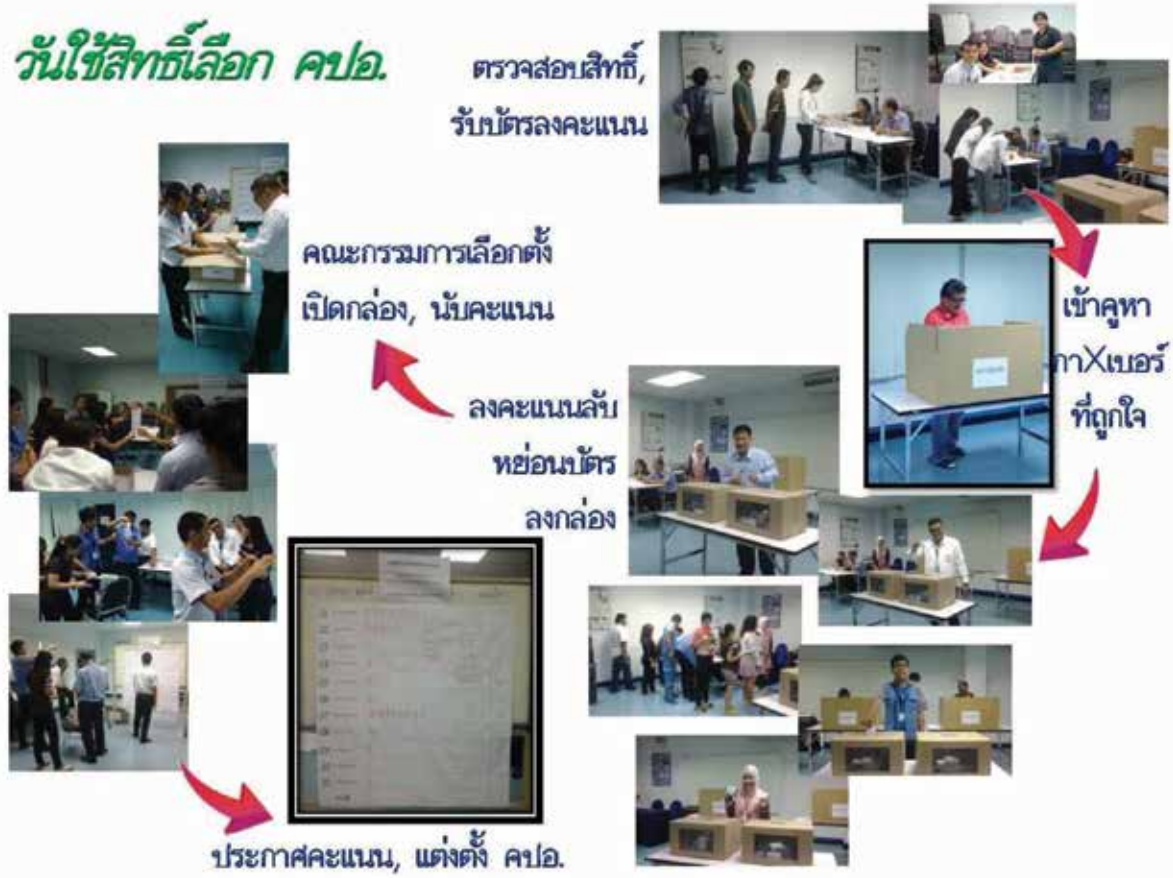 วันใช้สิทธิ์เลือก คปอ.
ตรวจสอบสิทธิ์,
รับบัตรลงคะแนน
เข้าคูหา
กาXเบอร์
ที่ถูกใจ
ลงคะแนนลับ
หย่อนบัตร
ลงกล่อง
คณะกรรมการเลือกตั้ง
เปิดกล่อง, นับคะแนน
ประกาศคะแนน, แต่งตั้ง คปอ.